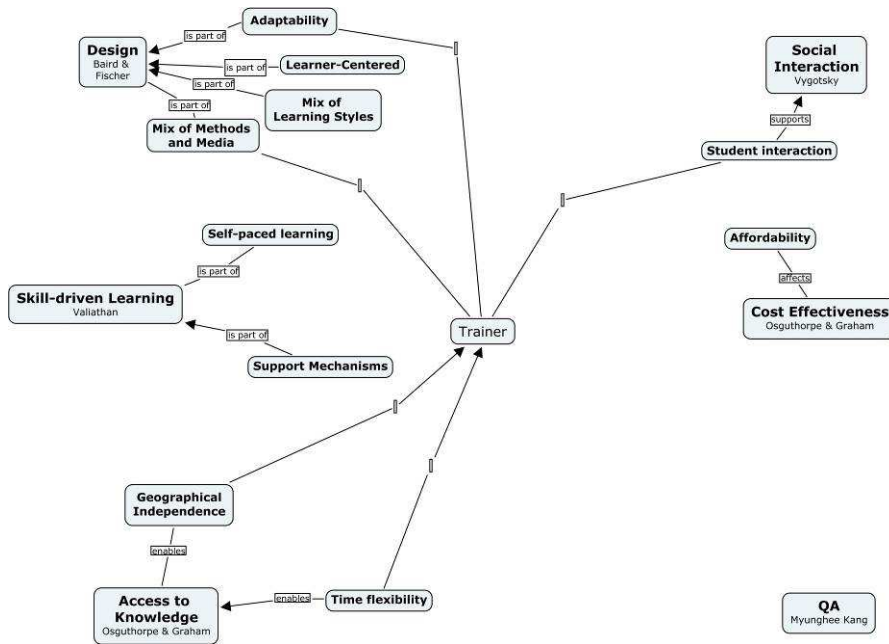 Adaptability
is part of
Design
Baird &
Fischer
is part of
Learner-Centered
is part of
Mix of
Learning Styles
is part of
Mix of Methods
and Media
Social
Interaction
Vygotsky
supports
Student interaction
Self-paced learning
is part of
Skill-driven Learning
Valiathan
is part of
Support Mechanisms
Affordability
affects
Cost Effectiveness
Osguthorpe & Graham
Trainer
Geographical
Independence
enables
Access to
Knowledge
Osguthorpe & Graham
enables
Time flexibility
QA
Myunghee Kang